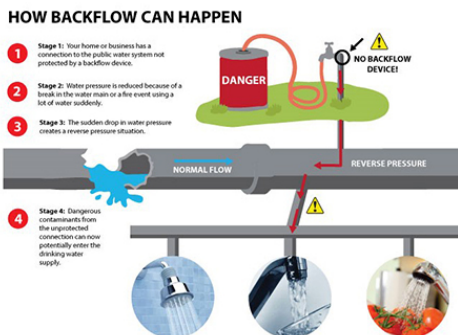 HOW BACKFLOW CAN HAPPEN
1
Stage 1: Your home or business has a
connection to the public water system not
protected by a backflow device.
2
Stage 2: Water pressure is reduced because of a
break in the water main or a fire event using a
lot of water suddenly.
3
Stage 3: The sudden drop in water pressure
creates a reverse pressure situation.
4
Stage 4: Dangerous
contaminants from
the unprotected
connection can now
potentially enter the
drinking water
supply.
DANGER
!
NO BACKFLOW
DEVICE!
NORMAL FLOW
REVERSE PRESSURE
!